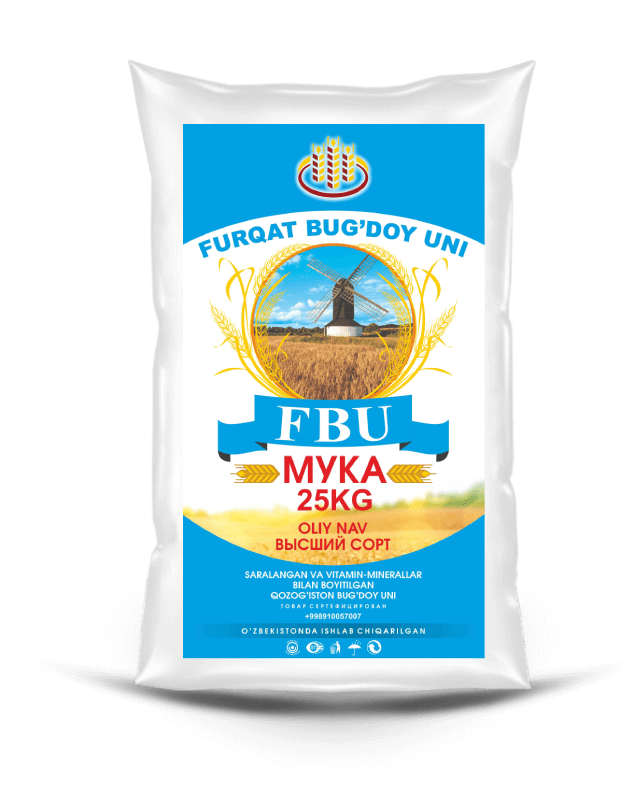 FURQAT BUG'DOY UNI
FBU
МУКА
25KG
OLIY NAV
ВЫСШИЙ СОРТ
SARALANGAN VA VITAMIN-MINERALLAR
BILAN BOYITILGAN
QOZOG'ISTON BUG'DOY UNI
ТОВАР СЕРТЕФИЦИРОВАН
+998910057007
O'ZBEKISTONDA ISHLAB CHIQARILGAN